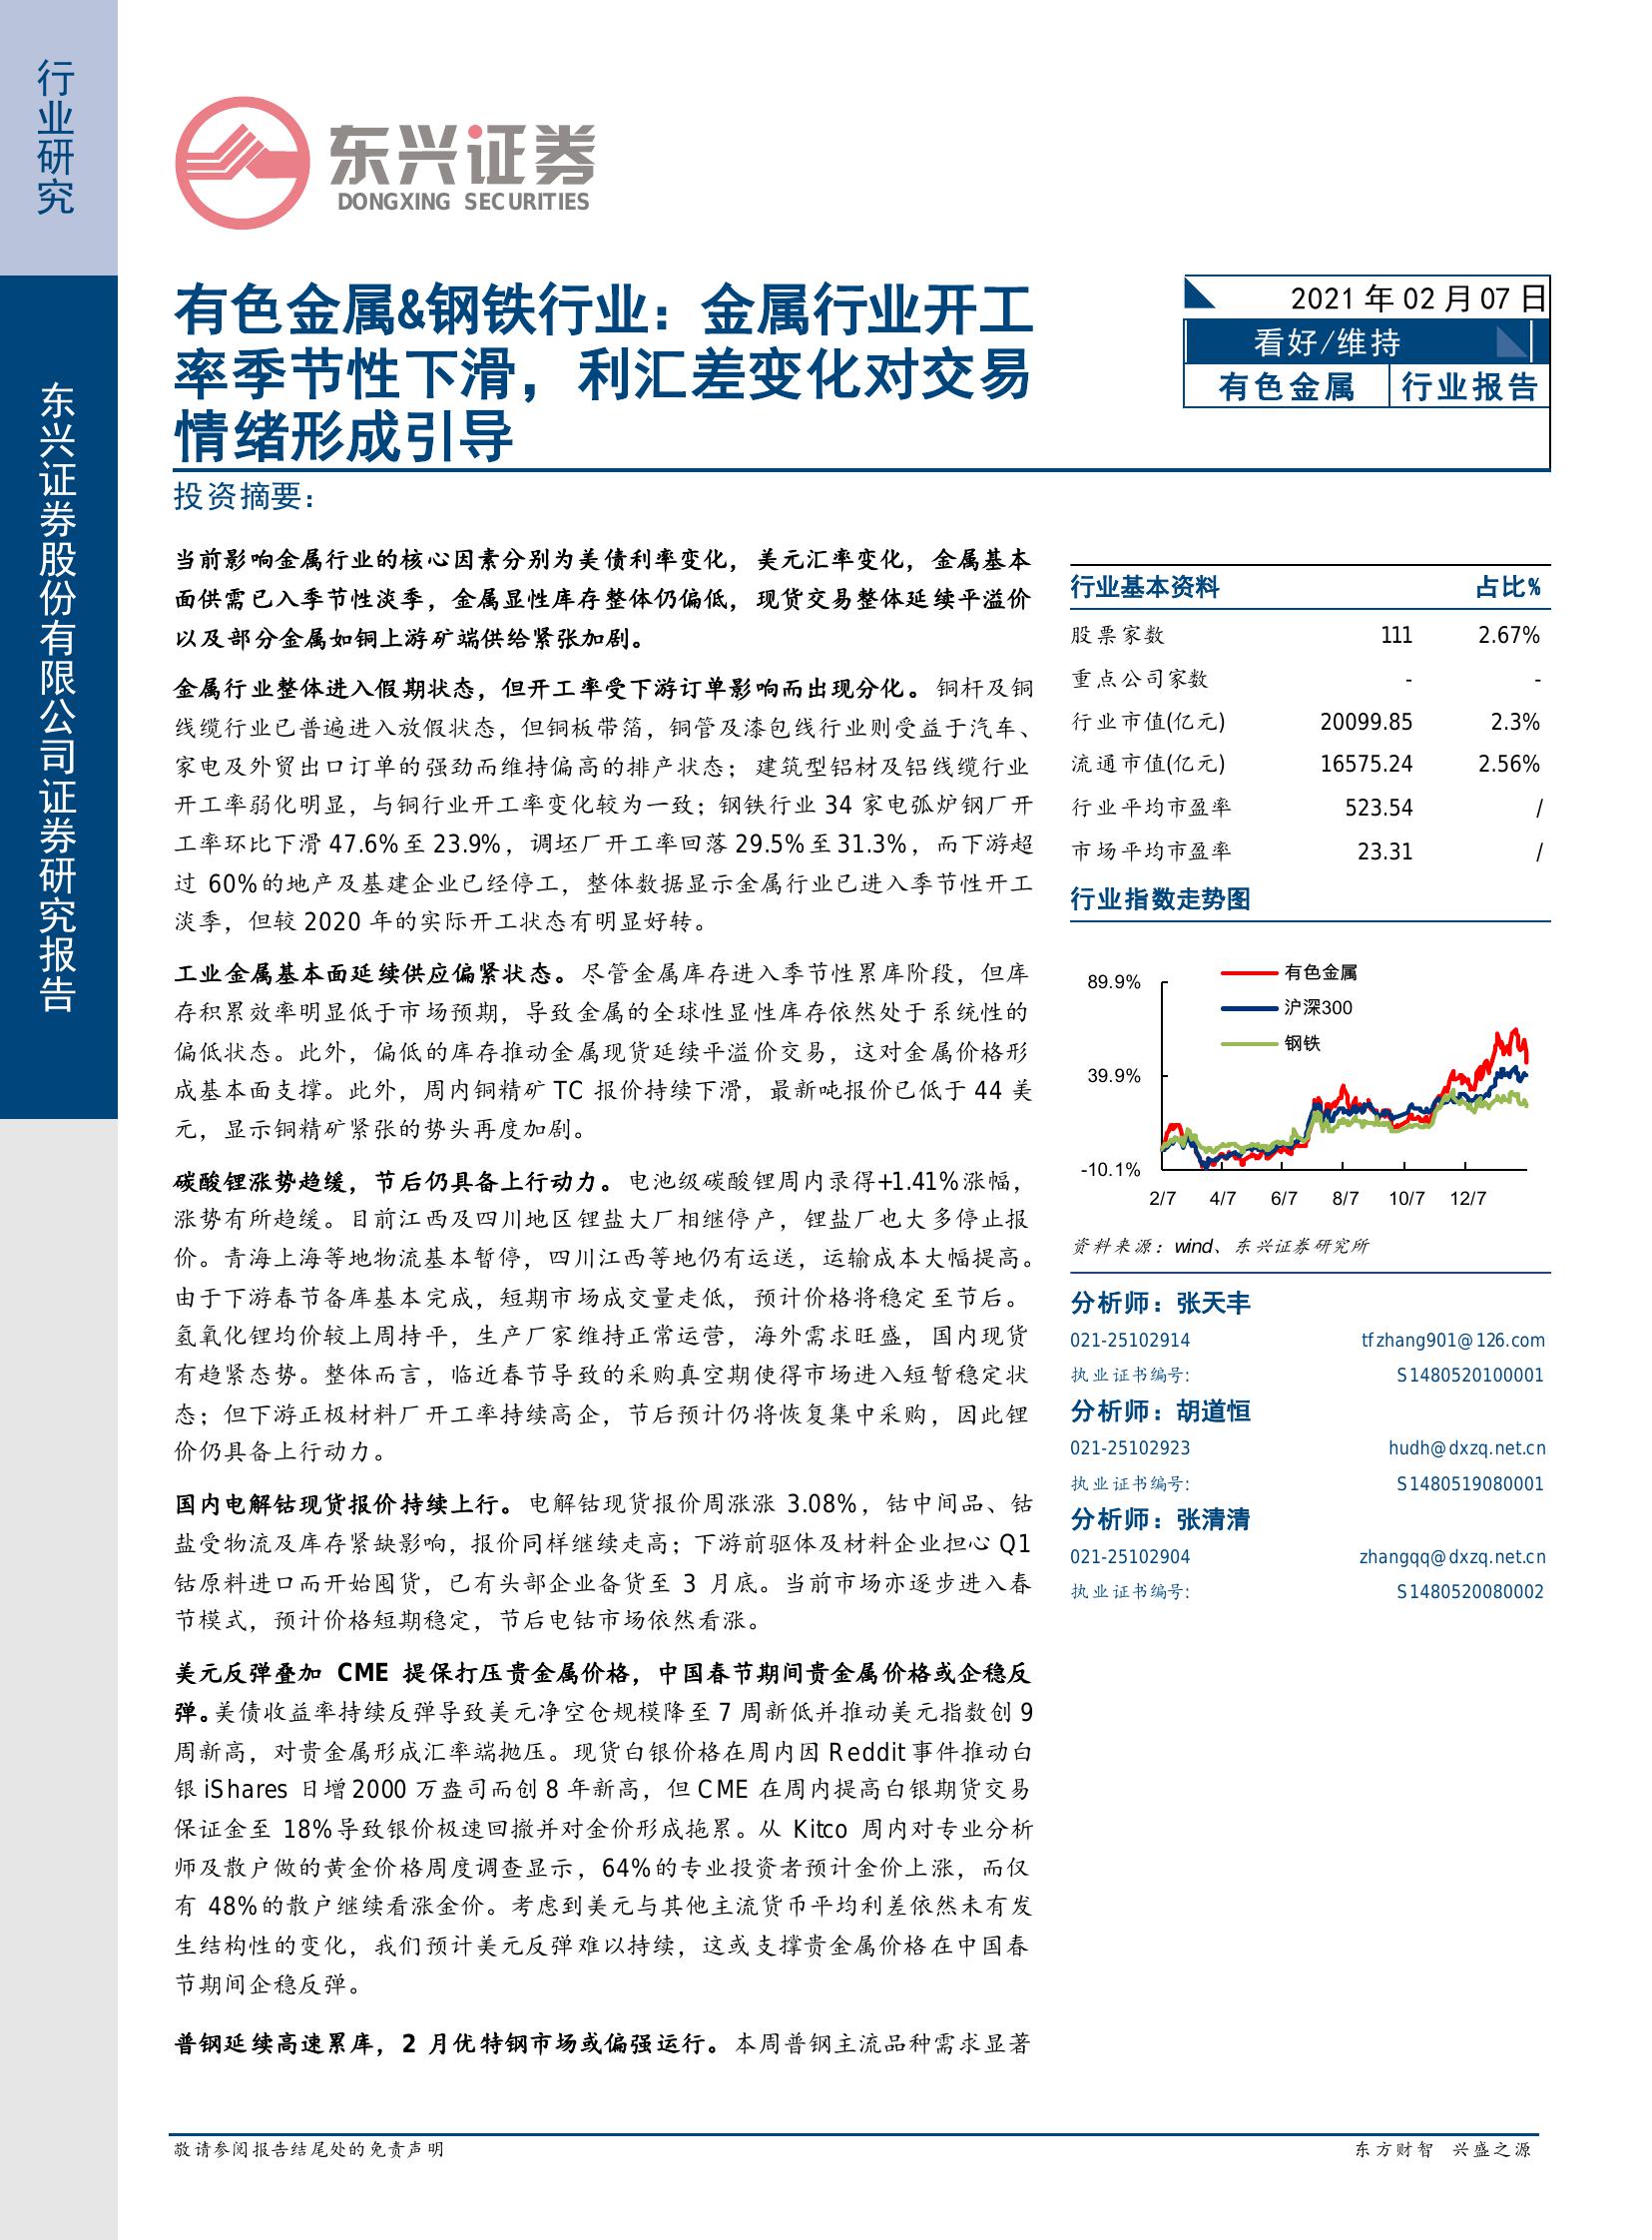 行业研究
东兴证券股份有限公司证券研究报告
东兴证券
DONGXING SECURITIES
有色金属&钢铁行业：金属行业开工
率季节性下滑，利汇差变化对交易
情绪形成引导
2021 年 02 月 07 日
看好/维持
有色金属 行业报告
投资摘要：
当前影响金属行业的核心因素分别为美债利率变化，美元汇率变化，金属基本
面供需已入季节性淡季，金属显性库存整体仍偏低，现货交易整体延续平溢价
以及部分金属如铜上游矿端供给紧张加剧。
金属行业整体进入假期状态，但开工率受下游订单影响而出现分化。铜杆及铜
线缆行业已普遍进入放假状态，但铜板带箔，铜管及漆包线行业则受益于汽车、
家电及外贸出口订单的强劲而维持偏高的排产状态；建筑型铝材及铝线缆行业
开工率弱化明显，与铜行业开工率变化较为一致；钢铁行业 34 家电弧炉钢厂开
工率环比下滑 47.6%至 23.9%，调坯厂开工率回落 29.5%至 31.3%，而下游超
过 60%的地产及基建企业已经停工，整体数据显示金属行业已进入季节性开工
淡季，但较 2020 年的实际开工状态有明显好转。
工业金属基本面延续供应偏紧状态。尽管金属库存进入季节性累库阶段，但库
存积累效率明显低于市场预期，导致金属的全球性显性库存依然处于系统性的
偏低状态。此外，偏低的库存推动金属现货延续平溢价交易，这对金属价格形
成基本面支撑。此外，周内铜精矿 TC 报价持续下滑，最新吨报价已低于 44 美
元，显示铜精矿紧张的势头再度加剧。
碳酸锂涨势趋缓，节后仍具备上行动力。电池级碳酸锂周内录得+1.41%涨幅，
涨势有所趋缓。目前江西及四川地区锂盐大厂相继停产，锂盐厂也大多停止报
价。青海上海等地物流基本暂停，四川江西等地仍有运送，运输成本大幅提高。
由于下游春节备库基本完成，短期市场成交量走低，预计价格将稳定至节后。
氢氧化锂均价较上周持平，生产厂家维持正常运营，海外需求旺盛，国内现货
有趋紧态势。整体而言，临近春节导致的采购真空期使得市场进入短暂稳定状
态；但下游正极材料厂开工率持续高企，节后预计仍将恢复集中采购，因此锂
价仍具备上行动力。
国内电解钴现货报价持续上行。电解钴现货报价周涨涨 3.08%，钴中间品、钴
盐受物流及库存紧缺影响，报价同样继续走高；下游前驱体及材料企业担心 Q1
钴原料进口而开始囤货，已有头部企业备货至 3 月底。当前市场亦逐步进入春
节模式，预计价格短期稳定，节后电钴市场依然看涨。
美元反弹叠加 CME 提保打压贵金属价格，中国春节期间贵金属价格或企稳反
弹。美债收益率持续反弹导致美元净空仓规模降至 7 周新低并推动美元指数创 9
周新高，对贵金属形成汇率端抛压。现货白银价格在周内因 Reddit 事件推动白
银 iShares 日增 2000 万盎司而创 8 年新高，但 CME 在周内提高白银期货交易
保证金至 18%导致银价极速回撤并对金价形成拖累。从 Kitco 周内对专业分析
师及散户做的黄金价格周度调查显示，64%的专业投资者预计金价上涨，而仅
有 48%的散户继续看涨金价。考虑到美元与其他主流货币平均利差依然未有发
生结构性的变化，我们预计美元反弹难以持续，这或支撑贵金属价格在中国春
节期间企稳反弹。
普钢延续高速累库，2 月优特钢市场或偏强运行。本周普钢主流品种需求显著
行业基本资料 占比%
股票家数 111 2.67%
重点公司家数 - -
行业市值(亿元) 20099.85 2.3%
流通市值(亿元) 16575.24 2.56%
行业平均市盈率 523.54 /
市场平均市盈率 23.31 /
行业指数走势图
有色金属
沪深300
钢铁
89.9%
39.9%
-10.1%
2/7 4/7 6/7 8/7 10/7 12/7
资料来源：wind、东兴证券研究所
分析师：张天丰
021-25102914 tfzhang901@126.com
执业证书编号: S1480520100001
分析师：胡道恒
021-25102923 hudh@dxzq.net.cn
执业证书编号: S1480519080001
分析师：张清清
021-25102904 zhangqq@dxzq.net.cn
执业证书编号: S1480520080002
敬请参阅报告结尾处的免责声明
东方财智 兴盛之源